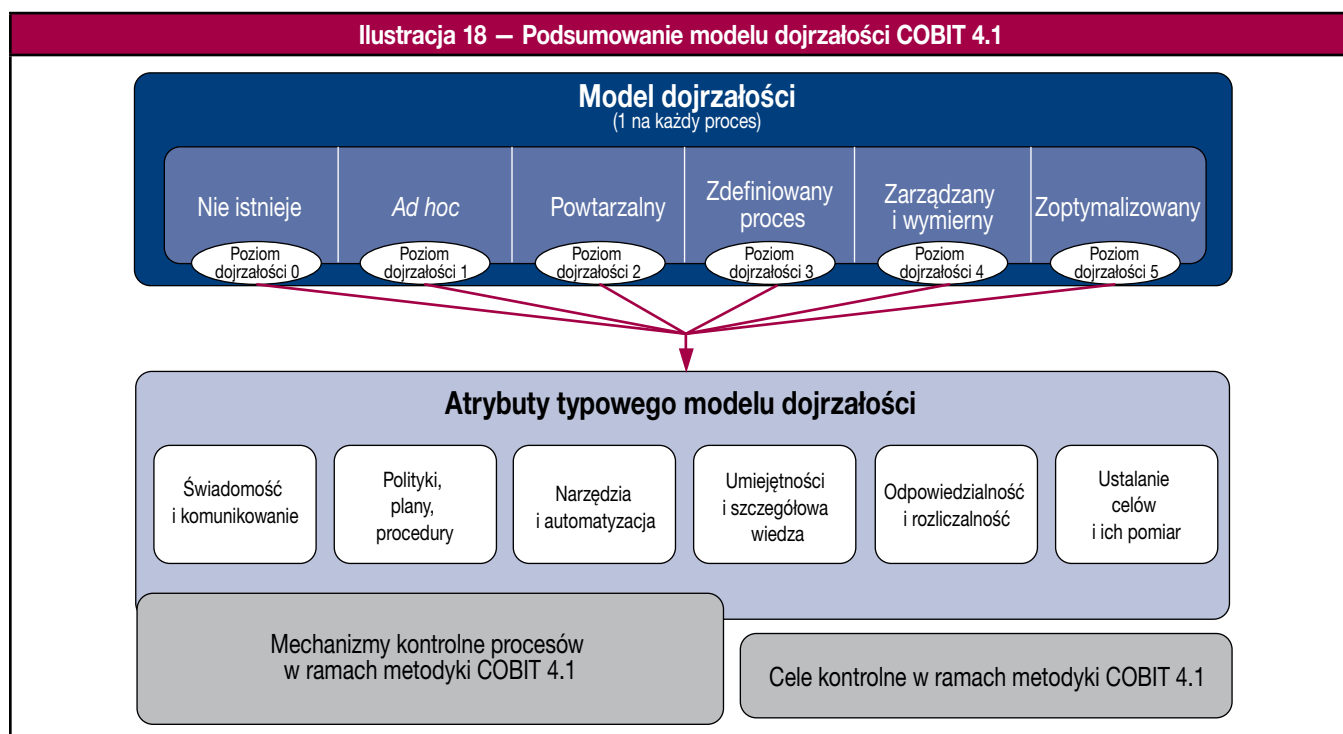 Ilustracja 18 — Podsumowanie modelu dojrzałości COBIT 4.1
Model dojrzałości
(1 na każdy proces)
Nie istnieje
Ad hoc
Powtarzalny
Zdefiniowany
proces
Zarządzany
i wymierny
Zoptymalizowany
Poziom
dojrzałości 0
Poziom
dojrzałości 1
Poziom
dojrzałości 2
Poziom
dojrzałości 3
Poziom
dojrzałości 4
Poziom
dojrzałości 5
Atrybuty typowego modelu dojrzałości
Świadomość
i komunikowanie
Polityki,
plany,
procedury
Narzędzia
i automatyzacja
Umiejętności
i szczegółowa
wiedza
Odpowiedzialność
i rozliczalność
Ustalanie
celów
i ich pomiar
Mechanizmy kontrolne procesów
w ramach metodyki COBIT 4.1
Cele kontrolne w ramach metodyki COBIT 4.1